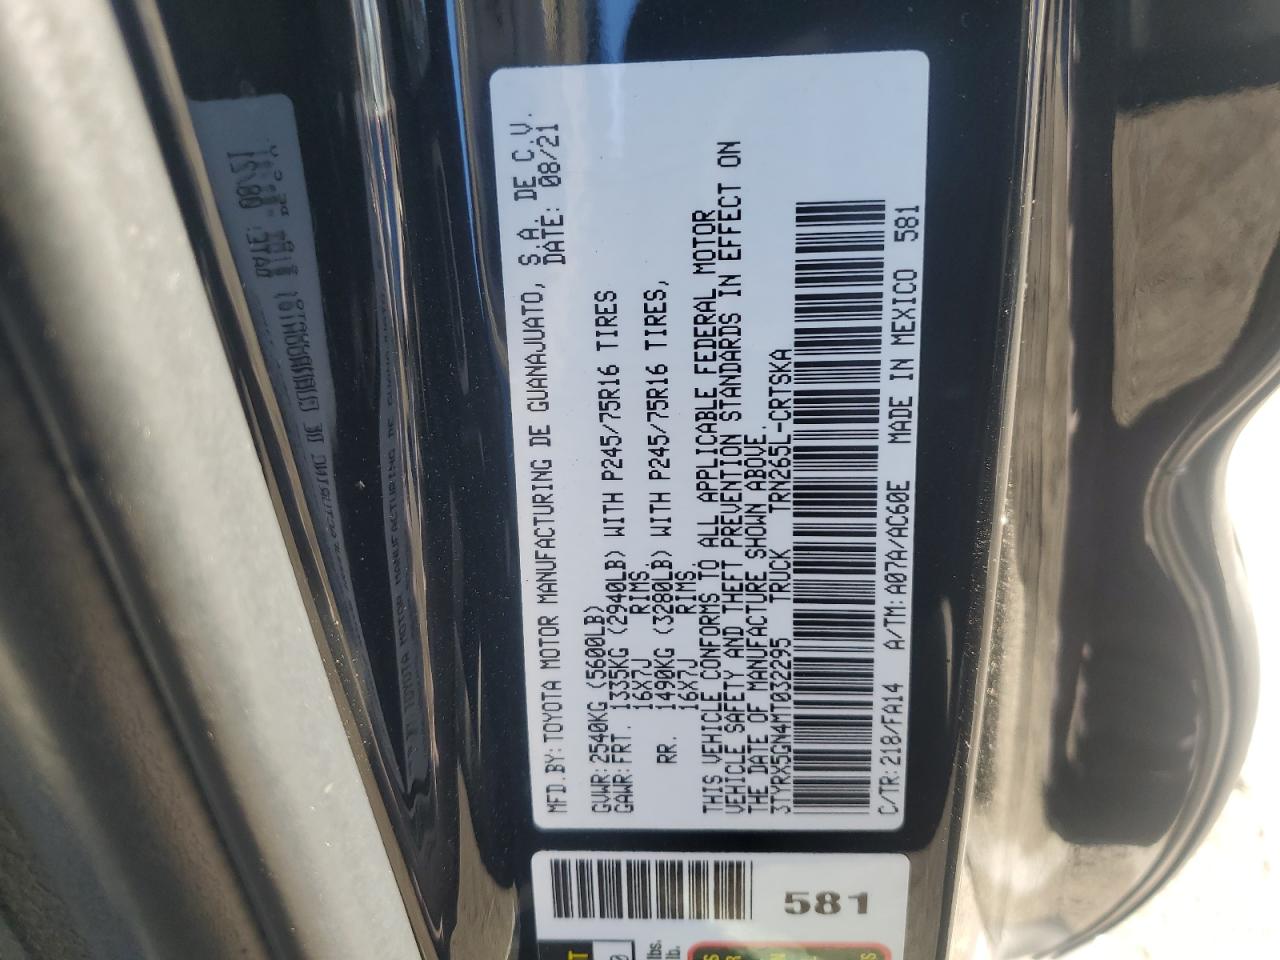 MFD.BY:TOYOTA MOTOR MANUFACTURING DE GUANAJUATO, S.A. DE C.V.
DATE: 08/21
GVWR:2540KG (5600LB)
GAWR:FRT. 1335KG (2940LB) WITH P245/75R16 TIRES
16X7J RIMS.
RR. 1490KG (3280LB) WITH P245/75R16 TIRES,
16X7J RIMS.
THIS VEHICLE CONFORMS TO ALL APPLICABLE FEDERAL MOTOR
VEHICLE SAFETY AND THEFT PREVENTION STANDARDS IN EFFECT ON
THE DATE OF MANUFACTURE SHOWN ABOVE.
3TYRX5GN4MT032295 TRUCK TRN265L-CRTSKA
C/TR:218/FA14 A/TM:A07A/AC60E MADE IN MEXICO 581
581
lbs.
lb.